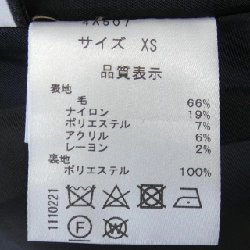 サイズ XS
品質表示
表地
毛 66%
ナイロン 19%
ポリエステル 7%
アクリル 6%
レーヨン 2%
裏地
ポリエステル 100%
1110221
F W